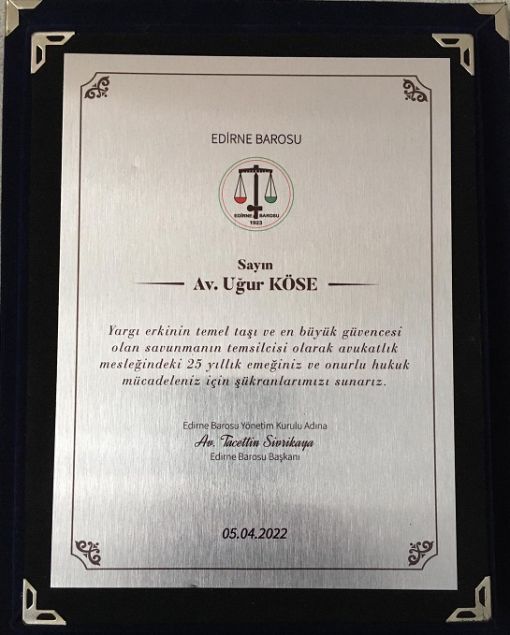 EDİRNE BAROSU
EDİRNE BAROSU
1923
Sayın
Av. Uğur KÖSE
Yargı erkinin temel taşı ve en büyük güvencesi
olan savunmanın temsilcisi olarak avukatlık
mesleğindeki 25 yıllık emeğiniz ve onurlu hukuk
mücadeleniz için şükranlarımızı sunarız.
Edirne Barosu Yönetim Kurulu Adına
Av. Tacettin Sivrikaya
Edirne Barosu Başkanı
05.04.2022